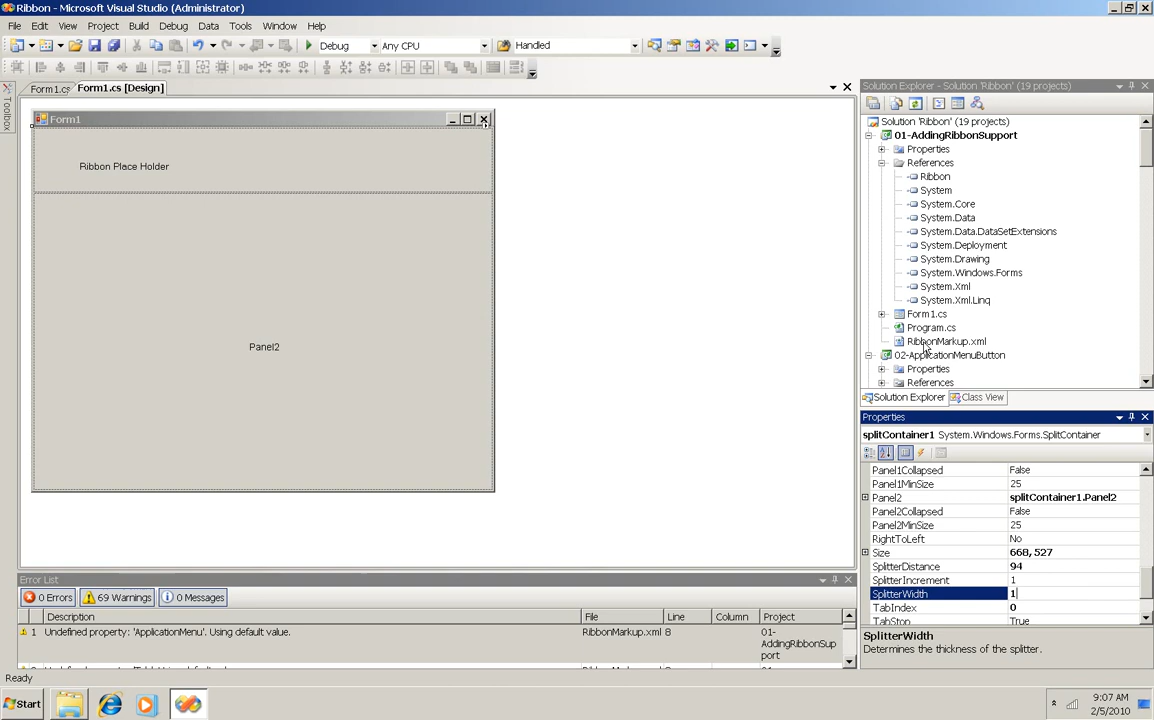 Ribbon - Microsoft Visual Studio (Administrator)
File Edit View Project Build Debug Data Tools Window Help
Debug Any CPU Handled
Toolbox
Form1.cs Form1.cs [Design]
Form1
Ribbon Place Holder
Panel2
Solution Explorer - Solution 'Ribbon' (19 projects)
Solution 'Ribbon' (19 projects)
01-AddingRibbonSupport
Properties
References
Ribbon
System
System.Core
System.Data
System.Data.DataSetExtensions
System.Deployment
System.Drawing
System.Windows.Forms
System.Xml
System.Xml.Linq
Form1.cs
Program.cs
RibbonMarkup.xml
02-ApplicationMenuButton
Properties
References
Solution Explorer Class View
Properties
splitContainer1 System.Windows.Forms.SplitContainer
Panel1Collapsed False
Panel1MinSize 25
Panel2 splitContainer1.Panel2
Panel2Collapsed False
Panel2MinSize 25
RightToLeft No
Size 668, 527
SplitterDistance 94
SplitterIncrement 1
SplitterWidth 1
TabIndex 0
TabStop True
SplitterWidth
Determines the thickness of the splitter.
Error List
0 Errors 69 Warnings 0 Messages
Description File Line Column Project
1 Undefined property: 'ApplicationMenu'. Using default value. RibbonMarkup.xml 8 01-
AddingRibbonSup
port
Ready
Start 9:07 AM
2/5/2010